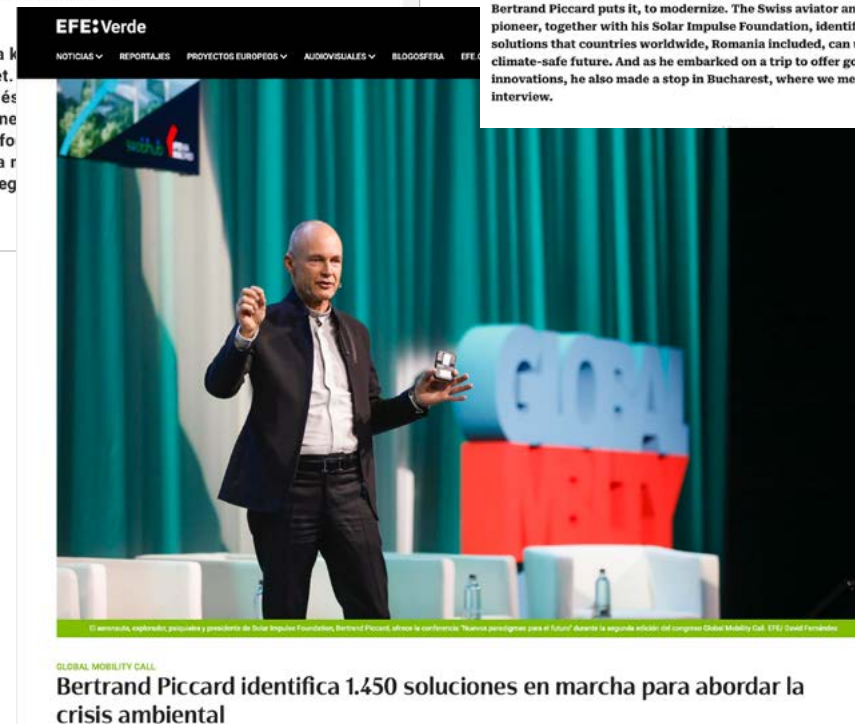 Bertrand Piccard puts it, to modernize. The Swiss aviator an
pioneer, together with his Solar Impulse Foundation, identif
solutions that countries worldwide, Romania included, can
climate-safe future. And as he embarked on a trip to offer go
innovations, he also made a stop in Bucharest, where we me
interview.
EFE:Verde
NOTICIAS REPORTAJES PROYECTOS EUROPEOS AUDIOVISUALES BLOGOSFERA EFE.
GLOBAL
MBLTY
El aeronauta, explorador, psiquiatra y presidente de Solar Impulse Foundation, Bertrand Piccard, ofrece la conferencia "Nuevos paradigmas para el futuro" durante la segunda edición del congreso Global Mobility Call. EFE/ David Fernández
GLOBAL MOBILITY CALL
Bertrand Piccard identifica 1.450 soluciones en marcha para abordar la
crisis ambiental